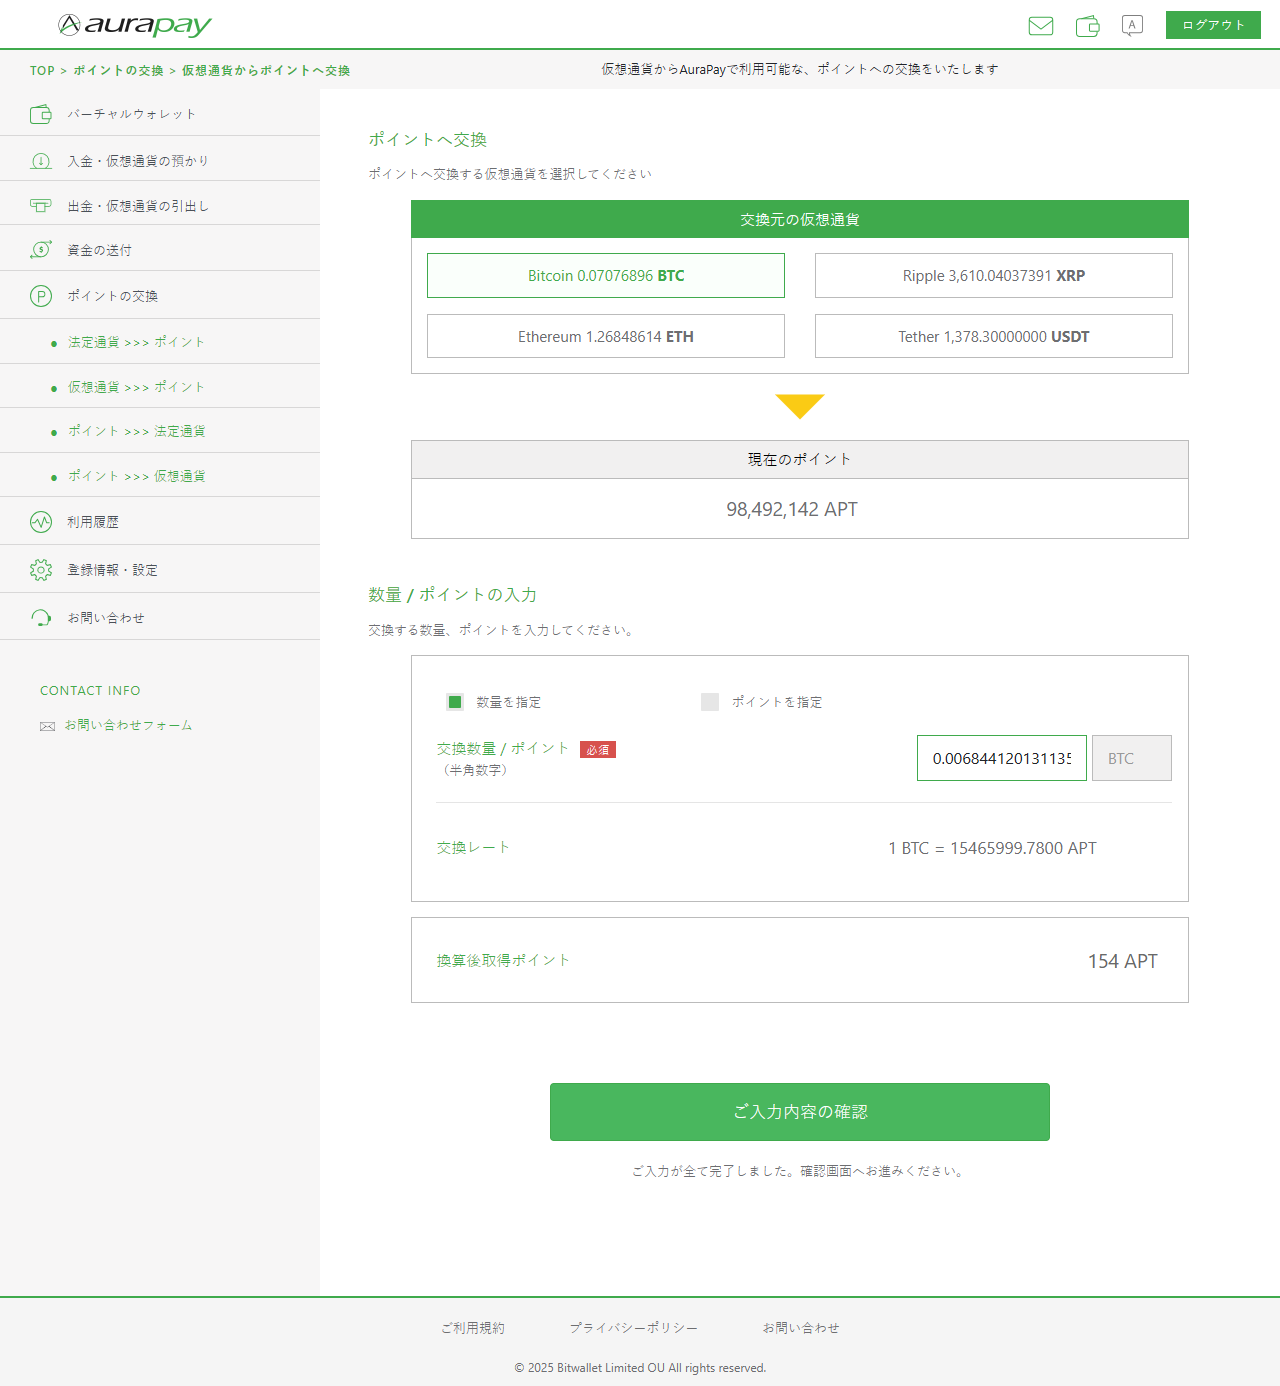 aurapay
A
ログアウト
TOP > ポイントの交換 > 仮想通貨からポイントへ交換
仮想通貨からAuraPayで利用可能な、ポイントへの交換をいたします
バーチャルウォレット
入金・仮想通貨の預かり
出金・仮想通貨の引出し
資金の送付
ポイントの交換
法定通貨 >>> ポイント
仮想通貨 >>> ポイント
ポイント >>> 法定通貨
ポイント >>> 仮想通貨
利用履歴
登録情報・設定
お問い合わせ
CONTACT INFO
お問い合わせフォーム
ポイントへ交換
ポイントへ交換する仮想通貨を選択してください
交換元の仮想通貨
Bitcoin 0.07076896 BTC
Ripple 3,610.04037391 XRP
Ethereum 1.26848614 ETH
Tether 1,378.30000000 USDT
現在のポイント
98,492,142 APT
数量 / ポイントの入力
交換する数量、ポイントを入力してください。
数量を指定
ポイントを指定
交換数量 / ポイント 必須
（半角数字）
0.006844120131135
BTC
交換レート
1 BTC = 15465999.7800 APT
換算後取得ポイント
154 APT
ご入力内容の確認
ご入力が全て完了しました。確認画面へお進みください。
ご利用規約
プライバシーポリシー
お問い合わせ
© 2025 Bitwallet Limited OU All rights reserved.